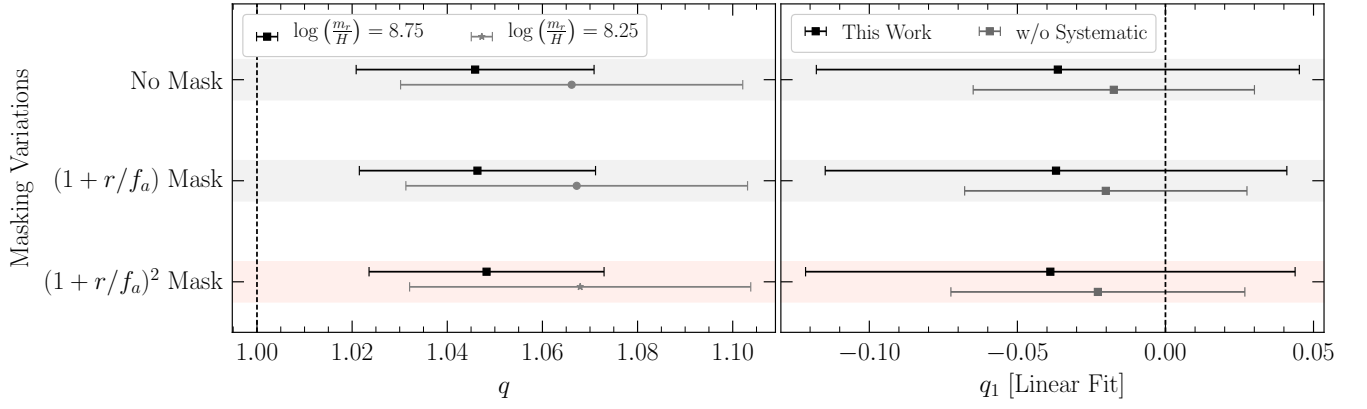 log (m_r/H) = 8.75
log (m_r/H) = 8.25
This Work
w/o Systematic
Masking Variations
No Mask
(1 + r/f_a) Mask
(1 + r/f_a)² Mask
1.00 1.02 1.04 1.06 1.08 1.10
q
−0.10 −0.05 0.00 0.05
q₁ [Linear Fit]